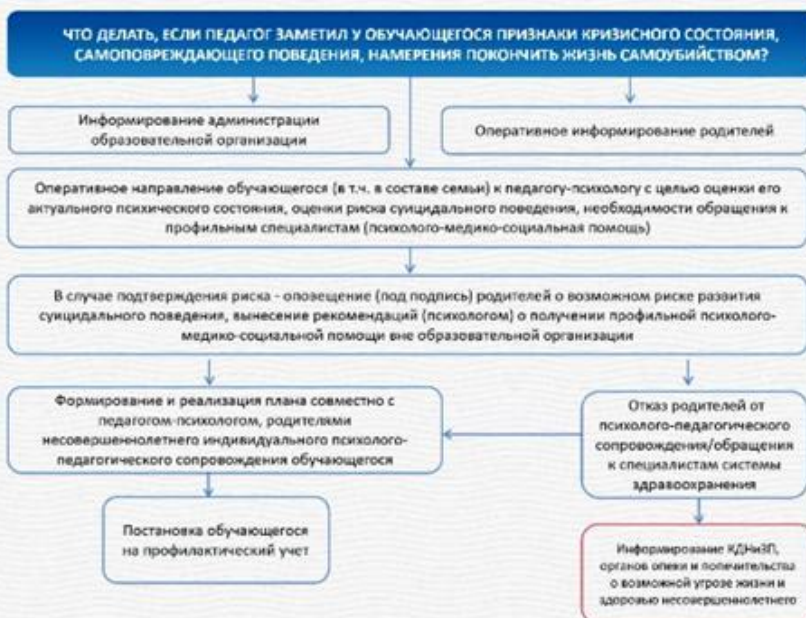 ЧТО ДЕЛАТЬ, ЕСЛИ ПЕДАГОГ ЗАМЕТИЛ У ОБУЧАЮЩЕГОСЯ ПРИЗНАКИ КРИЗИСНОГО СОСТОЯНИЯ,
САМОПОВРЕЖДАЮЩЕГО ПОВЕДЕНИЯ, НАМЕРЕНИЯ ПОКОНЧИТЬ ЖИЗНЬ САМОУБИЙСТВОМ?
Информирование администрации
образовательной организации
Оперативное информирование родителей
Оперативное направление обучающегося (в т.ч. в составе семьи) к педагогу-психологу с целью оценки его
актуального психического состояния, оценки риска суицидального поведения, необходимости обращения к
профильным специалистам (психолого-медико-социальная помощь)
В случае подтверждения риска - оповещение (под подпись) родителей о возможном риске развития
суицидального поведения, вынесение рекомендаций (психологом) о получении профильной психолого-
медико-социальной помощи вне образовательной организации
Формирование и реализация плана совместно с
педагогом-психологом, родителями
несовершеннолетнего индивидуального психолого-
педагогического сопровождения обучающегося
Отказ родителей от
психолого-педагогического
сопровождения/обращения
к специалистам системы
здравоохранения
Постановка обучающегося
на профилактический учет
Информирование КДНиЗП,
органов опеки и попечительства
о возможной угрозе жизни и
здоровью несовершеннолетнего